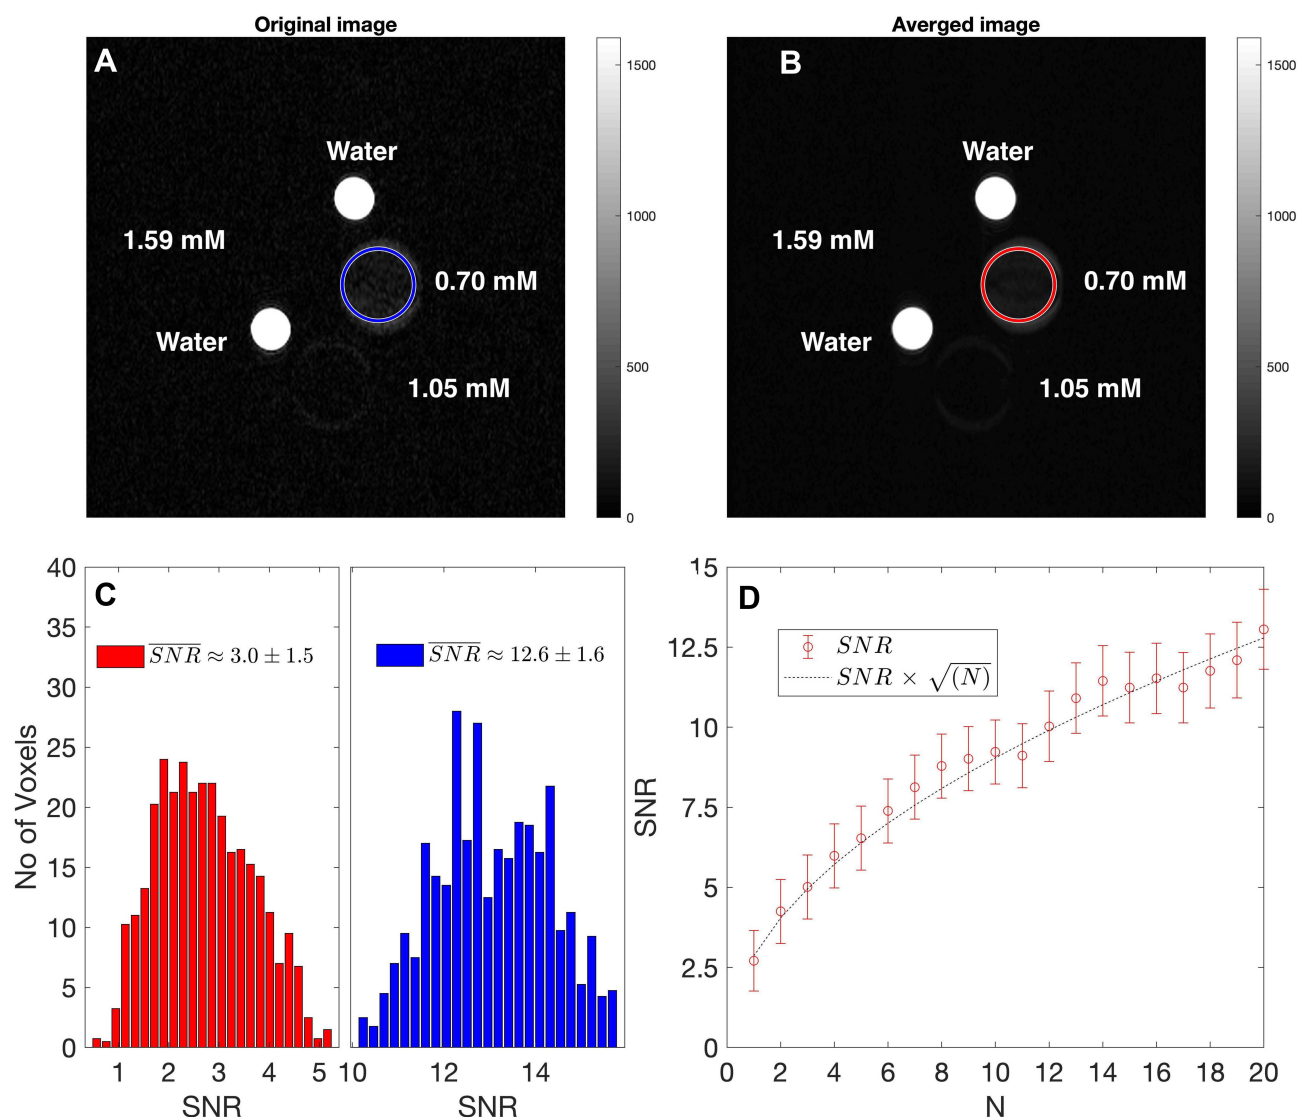 Original image
A
Water
1.59 mM
0.70 mM
Water
1.05 mM
1500
1000
500
0
Averged image
B
Water
1.59 mM
0.70 mM
Water
1.05 mM
1500
1000
500
0
C
No of Voxels
40
35
30
25
20
15
10
5
0
SNR ≈ 3.0 ± 1.5
1 2 3 4 5
SNR
SNR ≈ 12.6 ± 1.6
10 12 14
SNR
D
SNR
15
12.5
10
7.5
5
2.5
0
SNR
SNR × √(N)
0 2 4 6 8 10 12 14 16 18 20
N